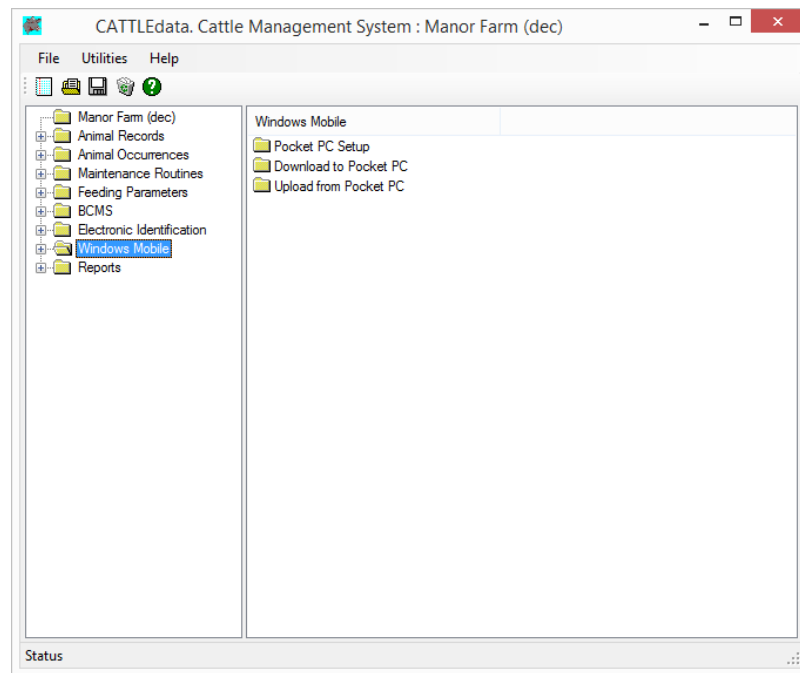 CATTLEdata. Cattle Management System : Manor Farm (dec)
File Utilities Help
Manor Farm (dec)
Animal Records
Animal Occurrences
Maintenance Routines
Feeding Parameters
BCMS
Electronic Identification
Windows Mobile
Reports
Windows Mobile
Pocket PC Setup
Download to Pocket PC
Upload from Pocket PC
Status